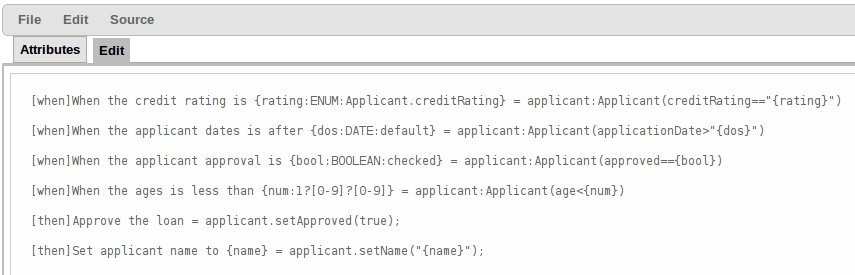 File Edit Source
Attributes Edit
[when]When the credit rating is {rating:ENUM:Applicant.creditRating} = applicant:Applicant(creditRating=="{rating}")
[when]When the applicant dates is after {dos:DATE:default} = applicant:Applicant(applicationDate>"{dos}")
[when]When the applicant approval is {bool:BOOLEAN:checked} = applicant:Applicant(approved=={bool})
[when]When the ages is less than {num:1?[0-9]?[0-9]} = applicant:Applicant(age<{num})
[then]Approve the loan = applicant.setApproved(true);
[then]Set applicant name to {name} = applicant.setName("{name}");